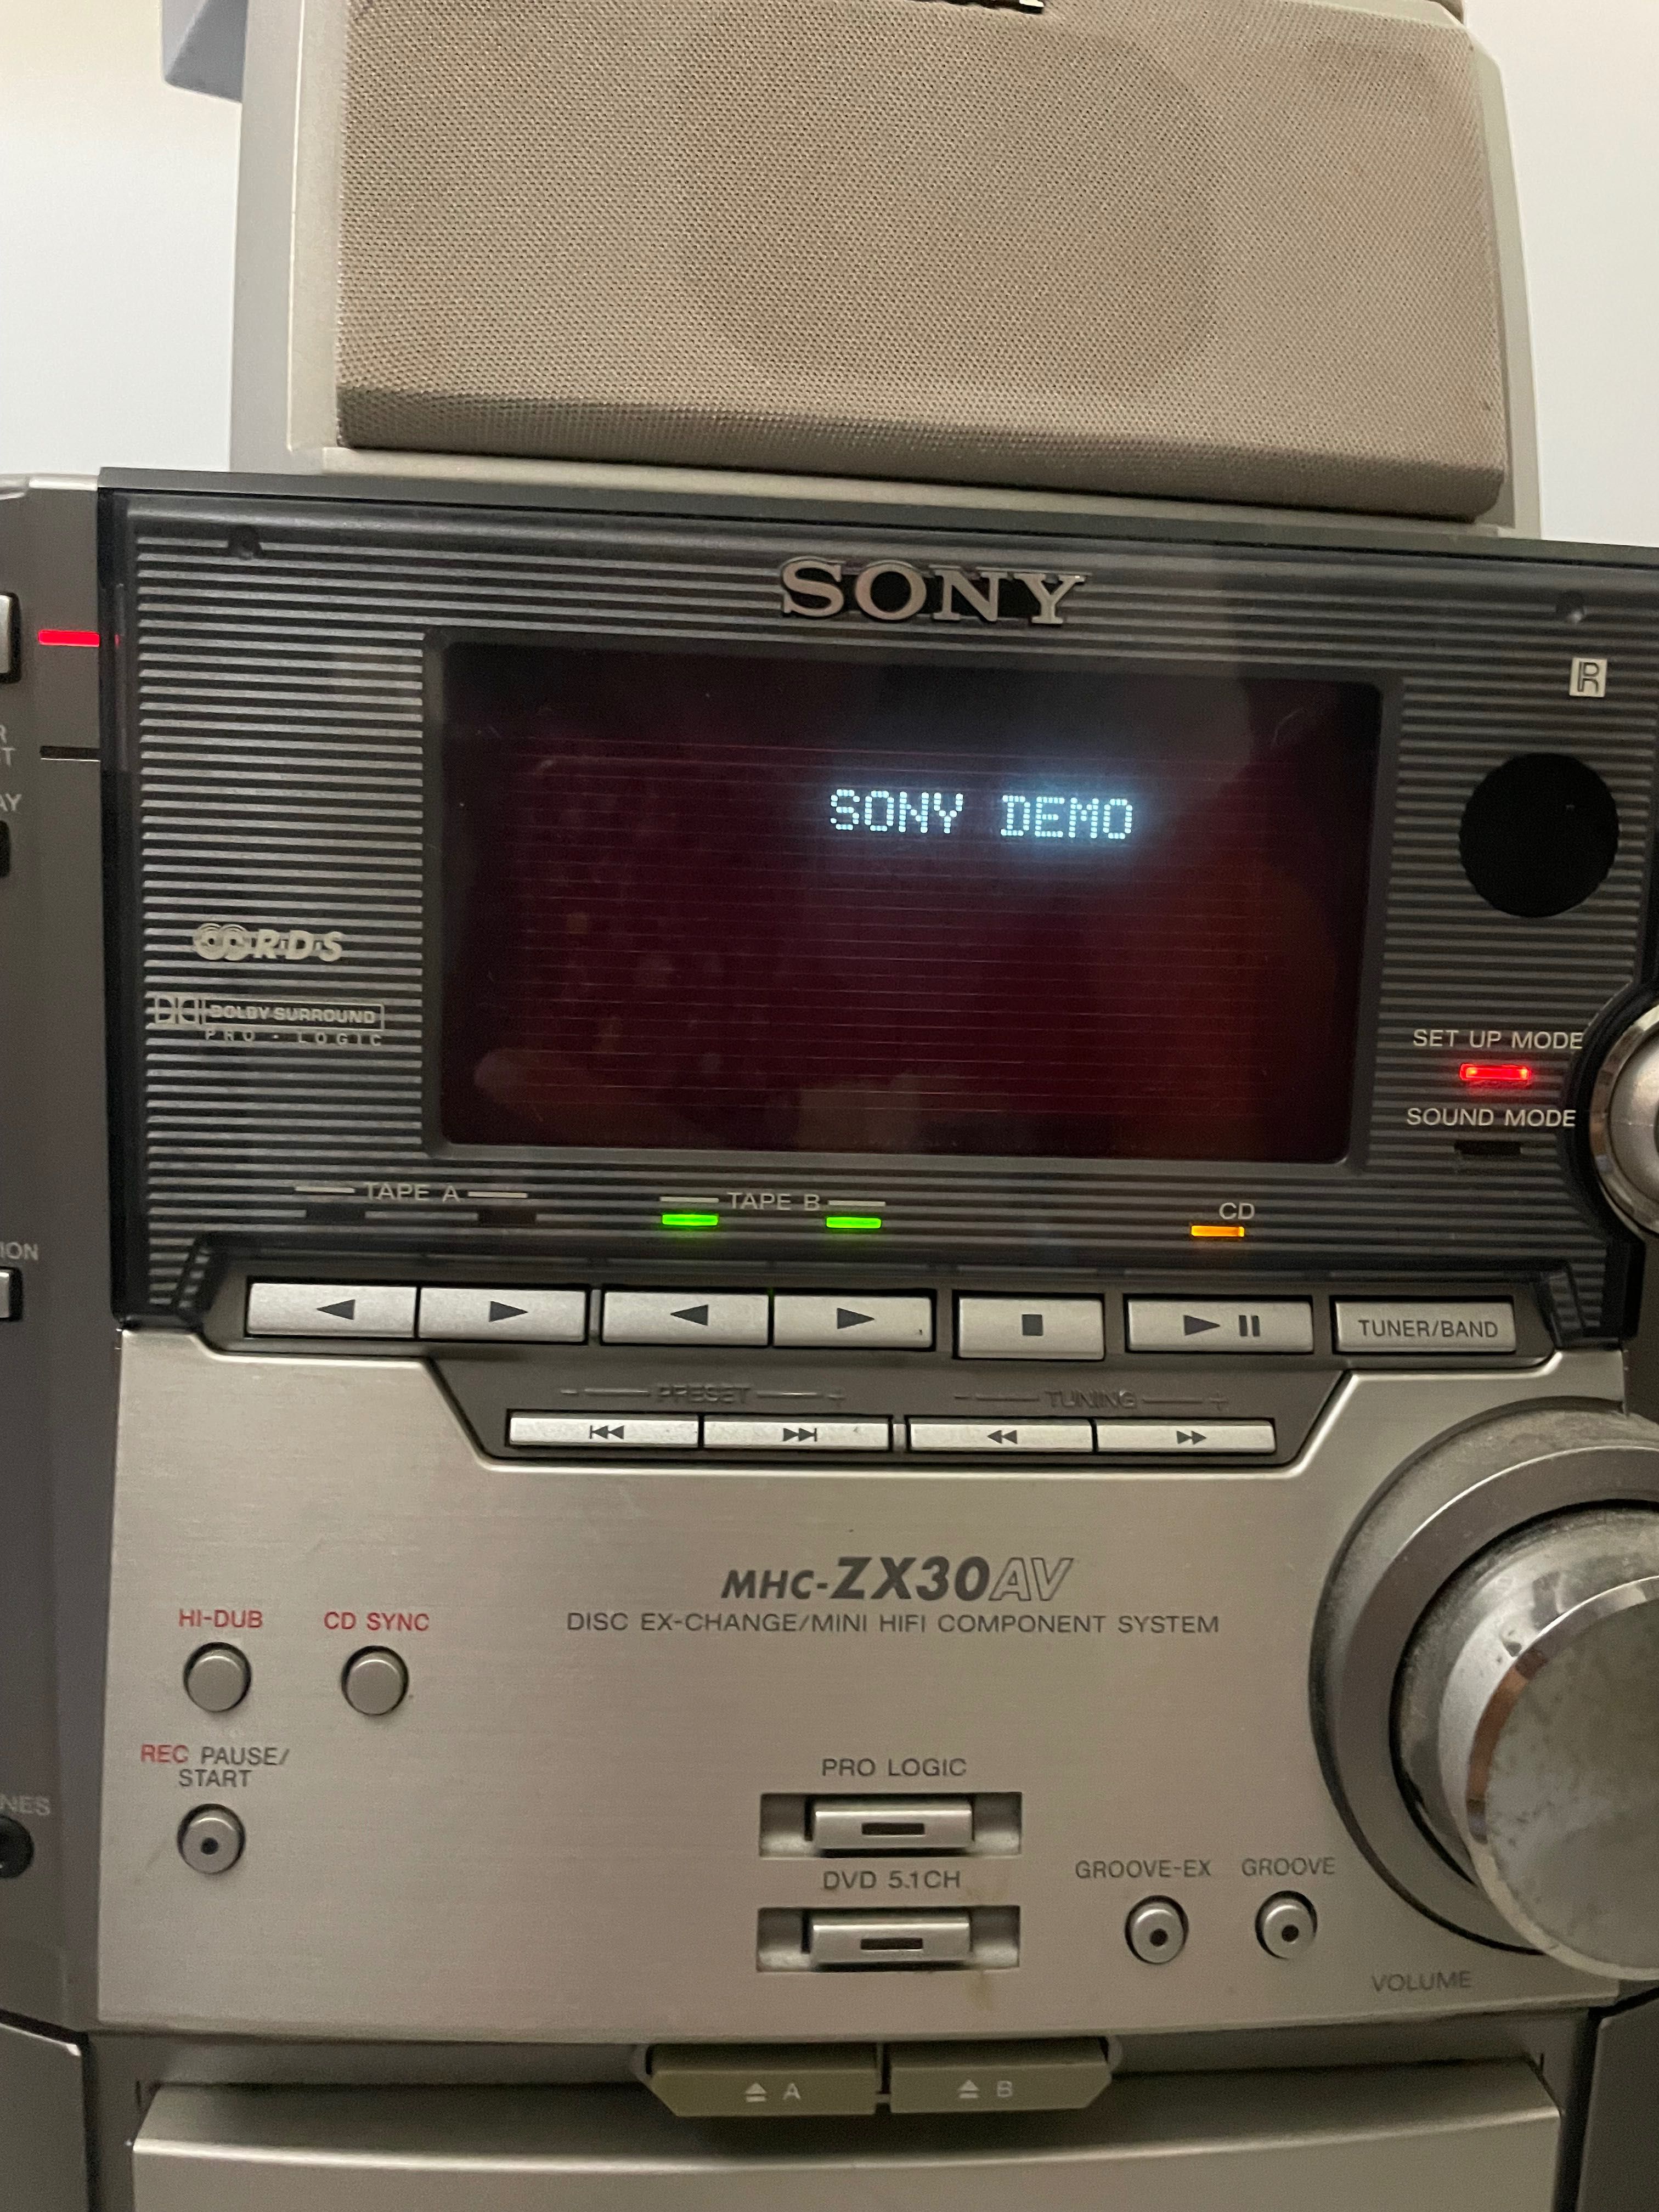 SONY
R
SONY DEMO
R·D·S
DOLBY SURROUND
PRO · LOGIC
SET UP MODE
SOUND MODE
TAPE A
TAPE B
CD
TUNER/BAND
- PRESET +
- TUNING +
MHC-ZX30AV
DISC EX-CHANGE/MINI HIFI COMPONENT SYSTEM
HI-DUB
CD SYNC
REC PAUSE/
START
PRO LOGIC
DVD 5.1CH
GROOVE-EX
GROOVE
VOLUME
A
B